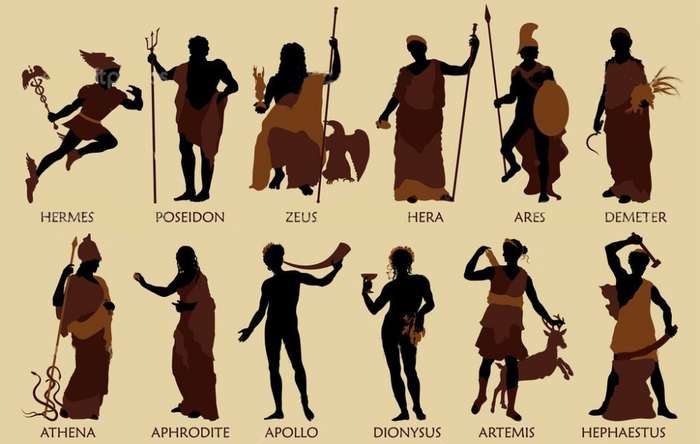 HERMES
POSEIDON
ZEUS
HERA
ARES
DEMETER
ATHENA
APHRODITE
APOLLO
DIONYSUS
ARTEMIS
HEPHAESTUS